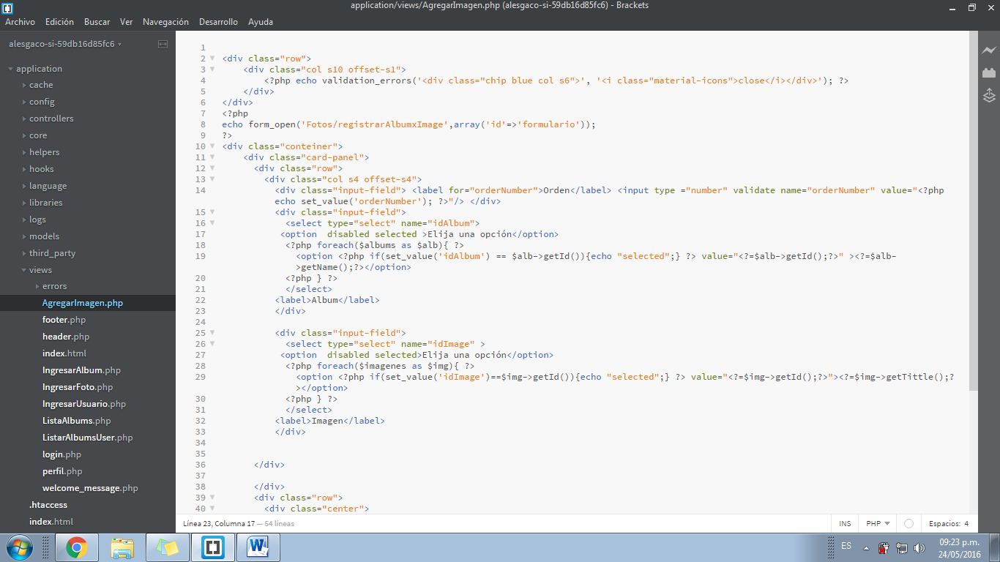 application/views/AgregarImagen.php (alesgaco-si-59db16d85fc6) - Brackets
Archivo Edición Buscar Ver Navegación Desarrollo Ayuda
alesgaco-si-59db16d85fc6
application
cache
config
controllers
core
helpers
hooks
language
libraries
logs
models
third_party
views
errors
AgregarImagen.php
footer.php
header.php
index.html
IngresarAlbum.php
IngresarFoto.php
IngresarUsuario.php
ListaAlbums.php
ListarAlbumsUser.php
login.php
perfil.php
welcome_message.php
.htaccess
index.html
1
2 <div class="row">
3 <div class="col s10 offset-s1">
4 <?php echo validation_errors('<div class="chip blue col s6">', '<i class="material-icons">close</i></div>'); ?>
5 </div>
6 </div>
7 <?php
8 echo form_open('Fotos/registrarAlbumxImage',array('id'=>'formulario'));
9 ?>
10 <div class="conteiner">
11 <div class="card-panel">
12 <div class="row">
13 <div class="col s4 offset-s4">
14 <div class="input-field"> <label for="orderNumber">Orden</label> <input type ="number" validate name="orderNumber" value="<?php
echo set_value('orderNumber'); ?>"/> </div>
15 <div class="input-field">
16 <select type="select" name="idAlbum">
17 <option  disabled selected >Elija una opción</option>
18 <?php foreach($albums as $alb){ ?>
19 <option <?php if(set_value('idAlbum') == $alb->getId()){echo "selected";} ?> value="<?=$alb->getId();?>" ><?=$alb-
>getName();?></option>
20 <?php } ?>
21 </select>
22 <label>Album</label>
23 </div>
24
25 <div class="input-field">
26 <select type="select" name="idImage" >
27 <option  disabled selected>Elija una opción</option>
28 <?php foreach($imagenes as $img){ ?>
29 <option <?php if(set_value('idImage')==$img->getId()){echo "selected";} ?> value="<?=$img->getId();?>"><?=$img->getTittle();?
></option>
30 <?php } ?>
31 </select>
32 <label>Imagen</label>
33 </div>
34
35
36 </div>
37
38 </div>
39 <div class="row">
40 <div class="center">
Línea 23, Columna 17 — 54 líneas
INS PHP Espacios: 4
ES
09:23 p.m.
24/05/2016